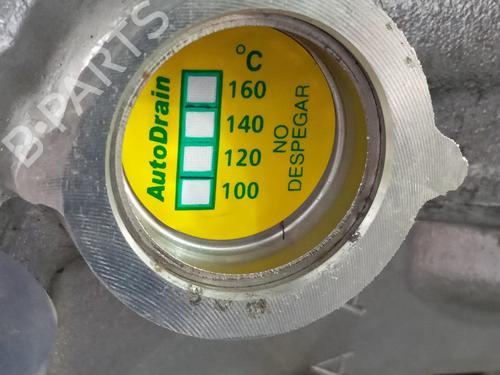 B-PARTS
°C
160
140
120
100
AutoDrain
NO
DESPEGAR